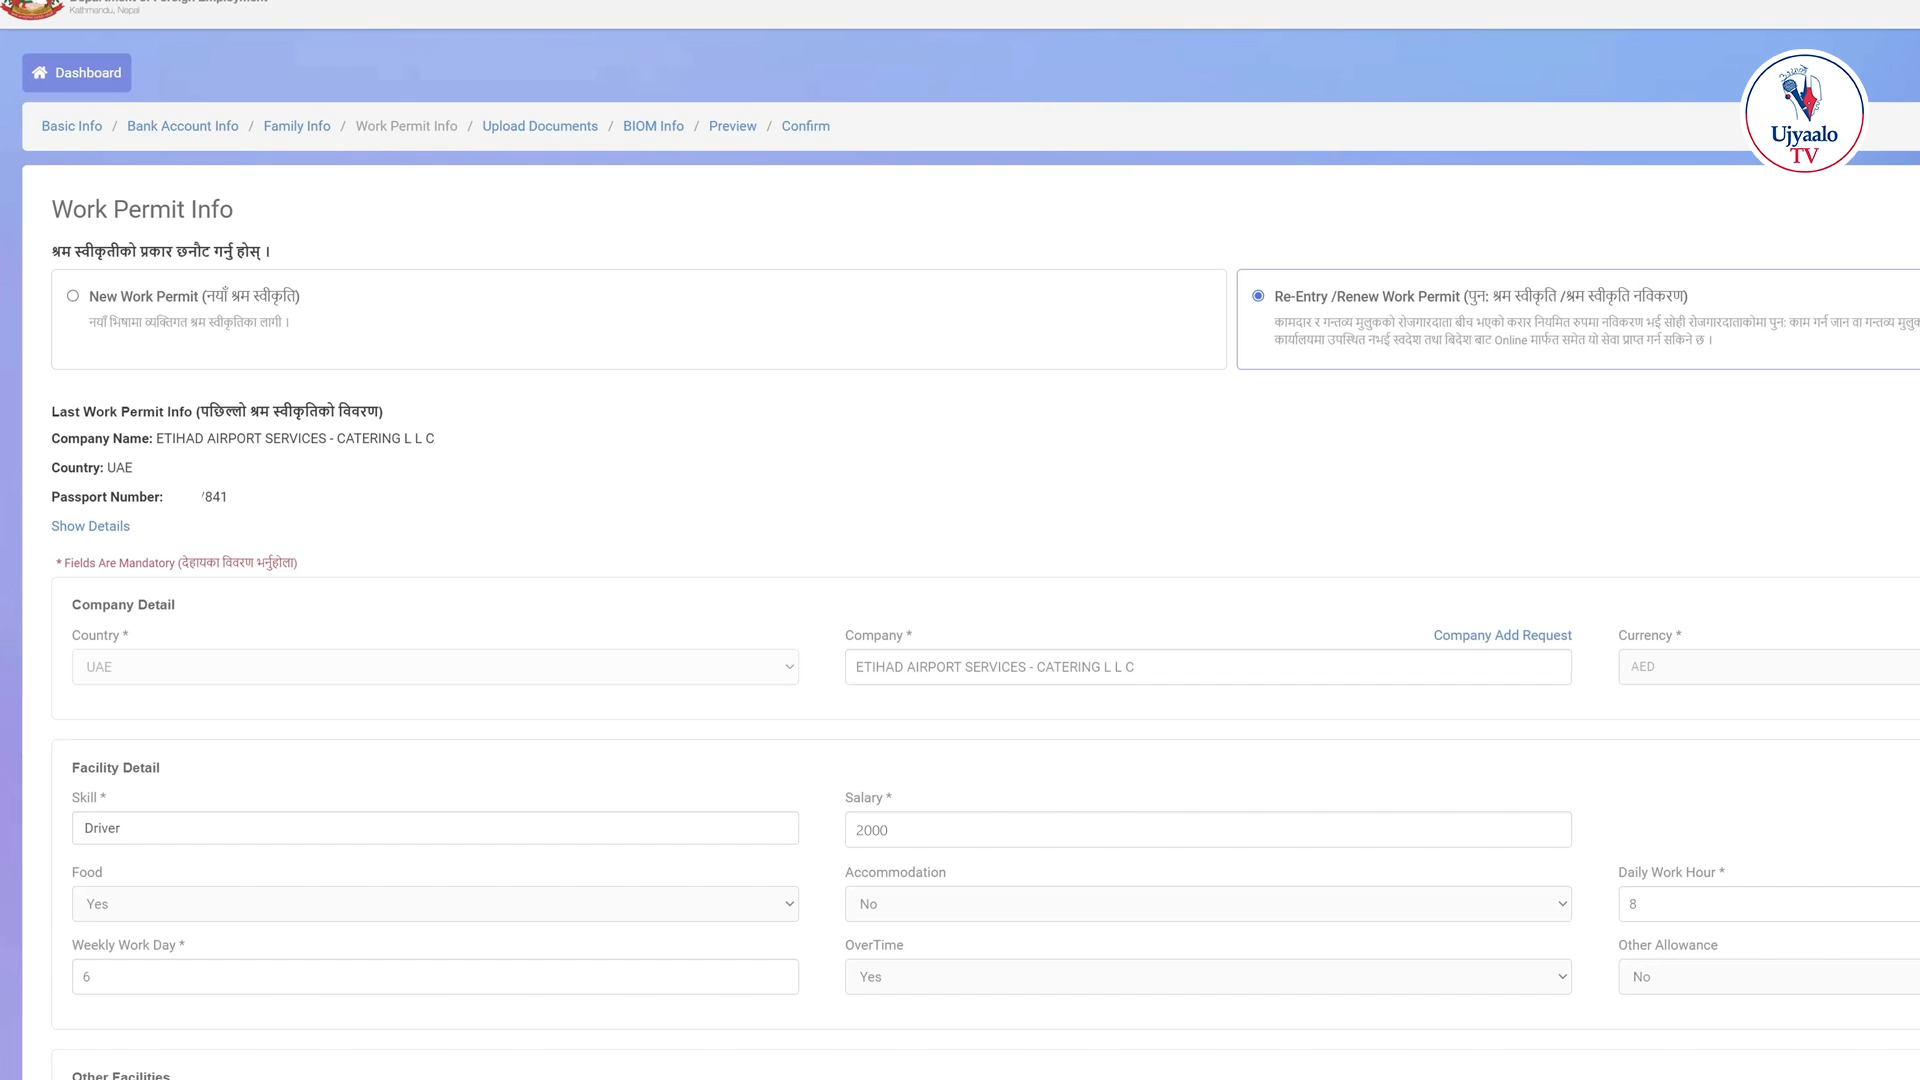 Department of Foreign Employment
Kathmandu, Nepal
Dashboard
Basic Info / Bank Account Info / Family Info / Work Permit Info / Upload Documents / BIOM Info / Preview / Confirm
Ujyaalo
TV
Work Permit Info
श्रम स्वीकृतीको प्रकार छनौट गर्नु होस् ।
New Work Permit (नयाँ श्रम स्वीकृति)
नयाँ भिषामा व्यक्तिगत श्रम स्वीकृतिका लागी ।
Re-Entry /Renew Work Permit (पुन: श्रम स्वीकृति /श्रम स्वीकृति नविकरण)
कामदार र गन्तव्य मुलुकको रोजगारदाता बीच भएको करार नियमित रुपमा नविकरण भई सोही रोजगारदाताकोमा पुन: काम गर्न जान वा गन्तव्य मुलुक
कार्यालयमा उपस्थित नभई स्वदेश तथा बिदेश बाट Online मार्फत समेत यो सेवा प्राप्त गर्न सकिने छ ।
Last Work Permit Info (पछिल्लो श्रम स्वीकृतिको विवरण)
Company Name: ETIHAD AIRPORT SERVICES - CATERING L L C
Country: UAE
Passport Number: 841
Show Details
* Fields Are Mandatory (देहायका विवरण भर्नुहोला)
Company Detail
Country * Company * Company Add Request Currency *
UAE ETIHAD AIRPORT SERVICES - CATERING L L C AED
Facility Detail
Skill * Salary *
Driver 2000
Food Accommodation Daily Work Hour *
Yes No 8
Weekly Work Day * OverTime Other Allowance
6 Yes No
Other Facilities